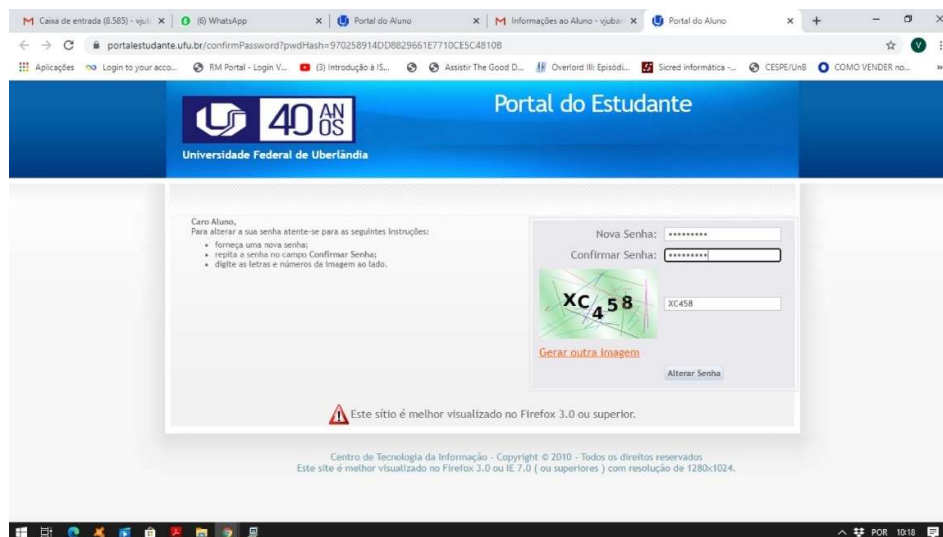 Caixa de entrada (8.585) - vjub
(6) WhatsApp
Portal do Aluno
Informações ao Aluno - vjubai
Portal do Aluno
portalestudante.ufu.br/confirmPassword?pwdHash=970258914DD8829661E7710CE5C48108
V
Aplicações
Login to your acco...
RM Portal - Login V...
(3) Introdução à IS...
Assistir The Good D...
Overlord III: Episódi...
Sicred informática -...
CESPE/UnB
COMO VENDER no...
40 ANOS
Universidade Federal de Uberlândia
Portal do Estudante
Caro Aluno,
Para alterar a sua senha atente-se para as seguintes instruções:
forneça uma nova senha;
repita a senha no campo Confirmar Senha;
digite as letras e números da imagem ao lado.
Nova Senha:
Confirmar Senha:
XC458
XC458
Gerar outra imagem
Alterar Senha
Este sítio é melhor visualizado no Firefox 3.0 ou superior.
Centro de Tecnologia da Informação - Copyright © 2010 - Todos os direitos reservados
Este site é melhor visualizado no Firefox 3.0 ou IE 7.0 ( ou superiores ) com resolução de 1280x1024.
POR 10:18